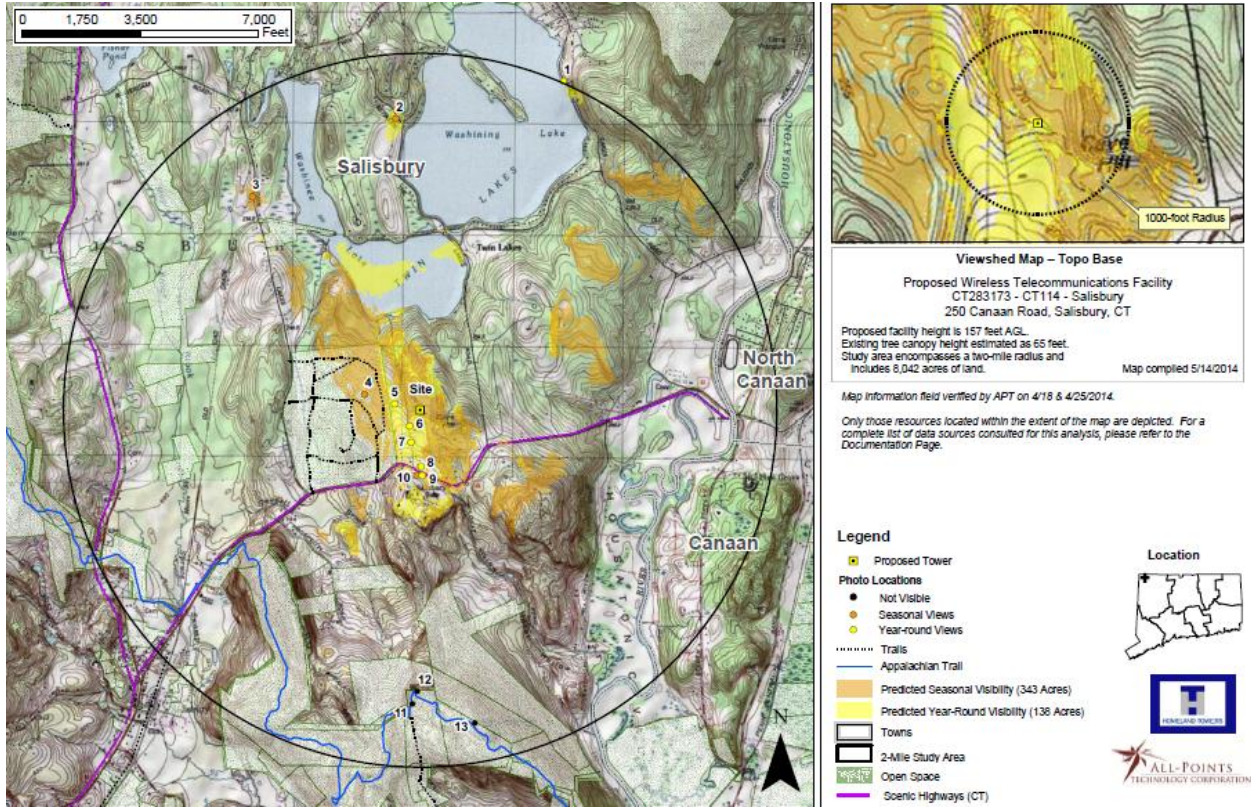 0 1,750 3,500 7,000
Feet
Fisher
Pond
1
2
Washining Lake
Salisbury
LAKES
Washinee
HOUSATONIC
3
Twin Lakes
TWIN
North
Canaan
4
5
Site
6
7
8
10
9
Canaan
HOUSATONIC
RIVER
12
11
13
N
1000-foot Radius
Viewshed Map – Topo Base
Proposed Wireless Telecommunications Facility
CT283173 - CT114 - Salisbury
250 Canaan Road, Salisbury, CT
Proposed facility height is 157 feet AGL.
Existing tree canopy height estimated as 65 feet.
Study area encompasses a two-mile radius and
includes 8,042 acres of land.
Map compiled 5/14/2014
Map information field verified by APT on 4/18 & 4/25/2014.
Only those resources located within the extent of the map are depicted. For a
complete list of data sources consulted for this analysis, please refer to the
Documentation Page.
Legend
Proposed Tower
Photo Locations
Not Visible
Seasonal Views
Year-round Views
Trails
Appalachian Trail
Predicted Seasonal Visibility (343 Acres)
Predicted Year-Round Visibility (138 Acres)
Towns
2-Mile Study Area
Open Space
Scenic Highways (CT)
Location
HOMELAND TOWERS
ALL-POINTS
TECHNOLOGY CORPORATION